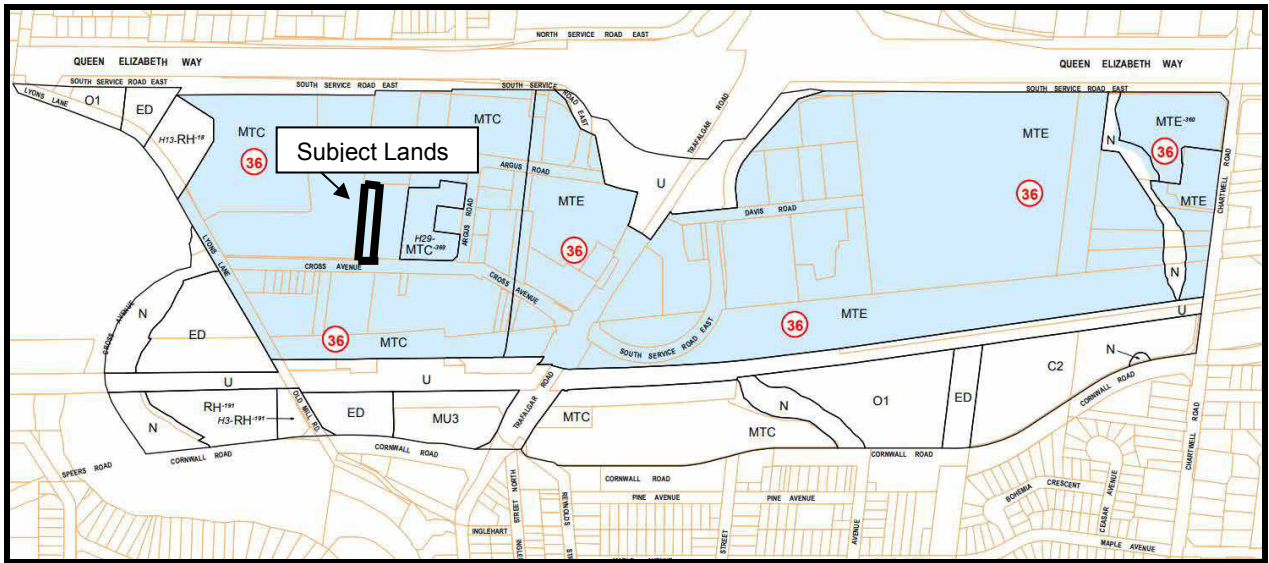 NORTH SERVICE ROAD EAST
QUEEN ELIZABETH WAY
QUEEN ELIZABETH WAY
SOUTH SERVICE ROAD EAST
SOUTH SERVICE ROAD EAST
SOUTH SERVICE
ROAD EAST
SOUTH SERVICE ROAD EAST
LYONS LANE
O1
ED
H13-RH-18
MTC
36
Subject Lands
MTC
ARGUS ROAD
TRAFALGAR ROAD
MTE
N
MTE-360
36
CHARTWELL ROAD
U
MTE
36
MTE
DAVIS ROAD
ARGUS ROAD
H29-
MTC-368
36
LYONS LANE
CROSS AVENUE
CROSS AVENUE
N
CROSS AVENUE
N
ED
36
MTC
36
MTE
U
SOUTH SERVICE ROAD EAST
N
C2
U
U
OLD MILL RD.
TRAFALGAR ROAD
RH-191
H3-RH-191
ED
MU3
MTC
N
O1
ED
CORNWALL ROAD
N
MTC
CORNWALL ROAD
CORNWALL ROAD
CORNWALL ROAD
CHARTWELL ROAD
SPEERS ROAD
CORNWALL ROAD
PINE AVENUE
PINE AVENUE
BOHEMIA CRESCENT
CEASAR AVENUE
STREET NORTH
REYNOLDS
INGLEHART
STREET
AVENUE
MAPLE AVENUE